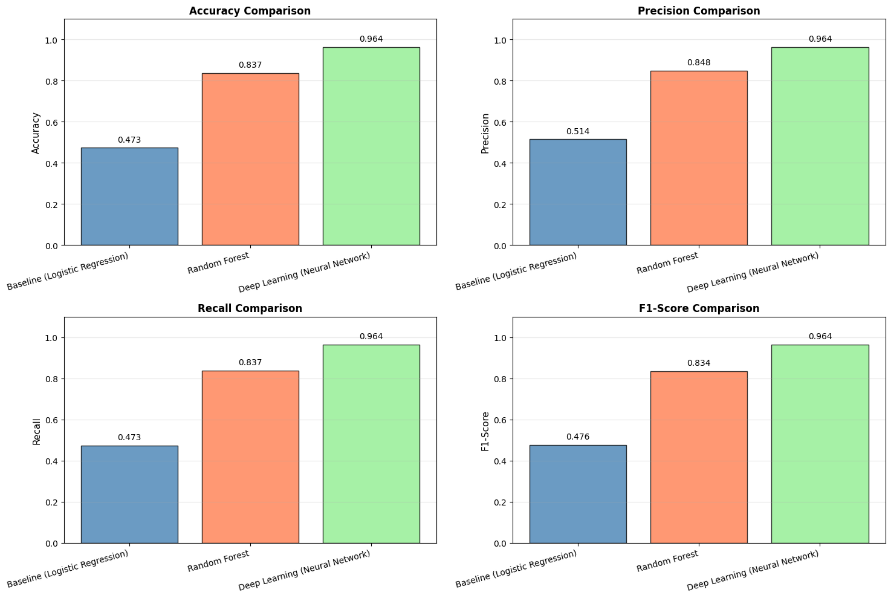 Accuracy Comparison
Accuracy
1.0
0.8
0.6
0.4
0.2
0.0
0.473
0.837
0.964
Baseline (Logistic Regression)
Random Forest
Deep Learning (Neural Network)
Precision Comparison
Precision
1.0
0.8
0.6
0.4
0.2
0.0
0.514
0.848
0.964
Baseline (Logistic Regression)
Random Forest
Deep Learning (Neural Network)
Recall Comparison
Recall
1.0
0.8
0.6
0.4
0.2
0.0
0.473
0.837
0.964
Baseline (Logistic Regression)
Random Forest
Deep Learning (Neural Network)
F1-Score Comparison
F1-Score
1.0
0.8
0.6
0.4
0.2
0.0
0.476
0.834
0.964
Baseline (Logistic Regression)
Random Forest
Deep Learning (Neural Network)